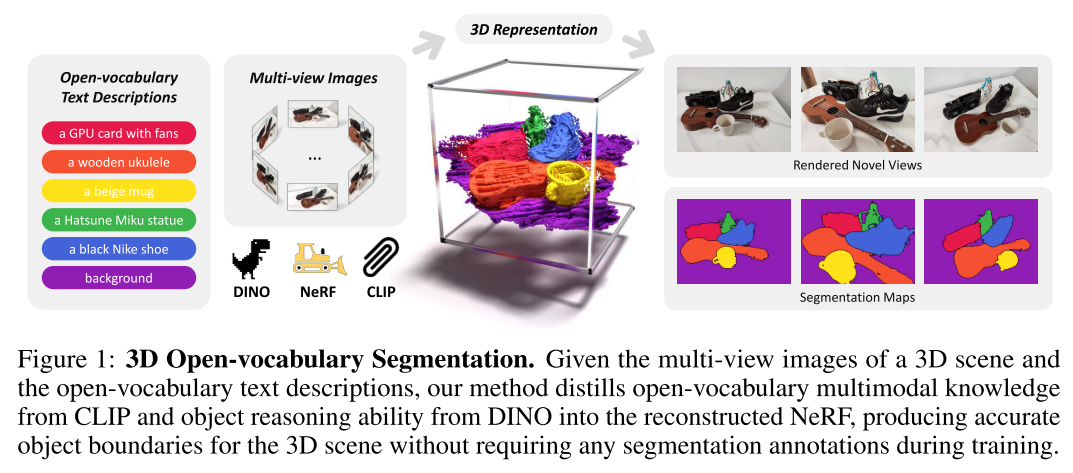 3D Representation
Open-vocabulary
Text Descriptions
a GPU card with fans
a wooden ukulele
a beige mug
a Hatsune Miku statue
a black Nike shoe
background
Multi-view Images
...
DINO
NeRF
CLIP
Rendered Novel Views
Segmentation Maps
Figure 1: 3D Open-vocabulary Segmentation. Given the multi-view images of a 3D scene and
the open-vocabulary text descriptions, our method distills open-vocabulary multimodal knowledge
from CLIP and object reasoning ability from DINO into the reconstructed NeRF, producing accurate
object boundaries for the 3D scene without requiring any segmentation annotations during training.